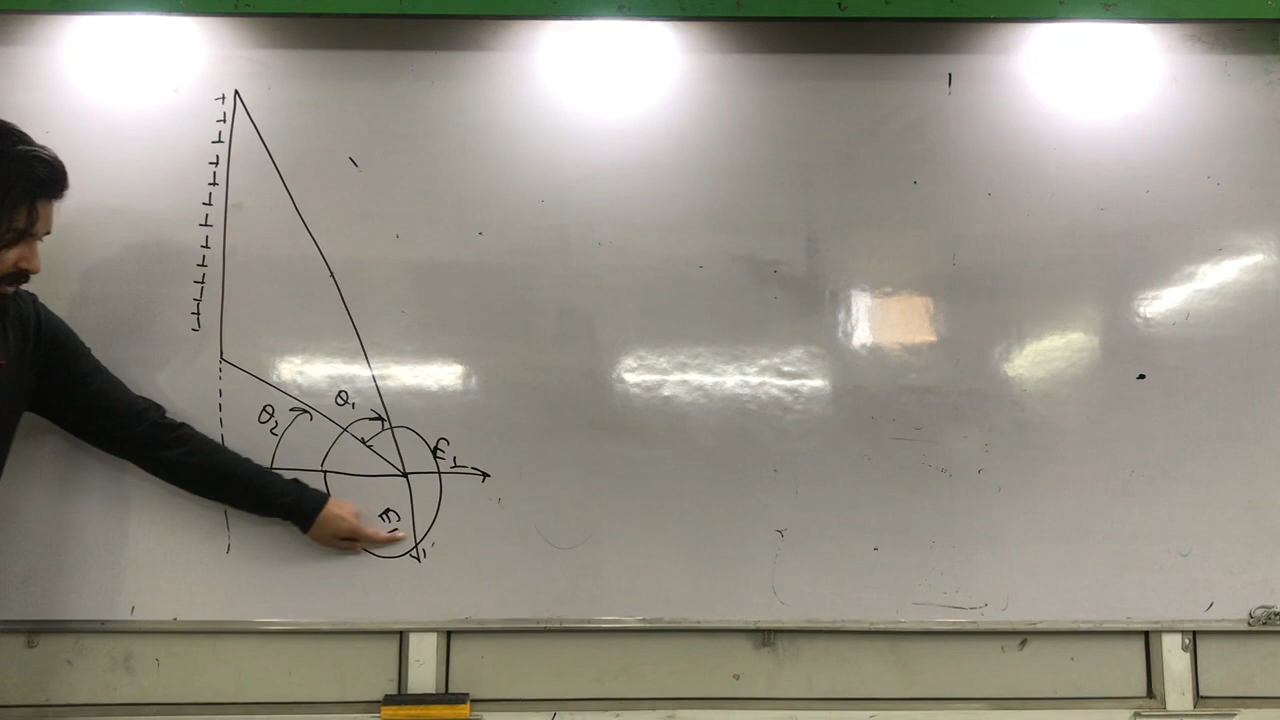 + + + + + + + + + + + +
θ₁
θ₂
E⊥
E∥